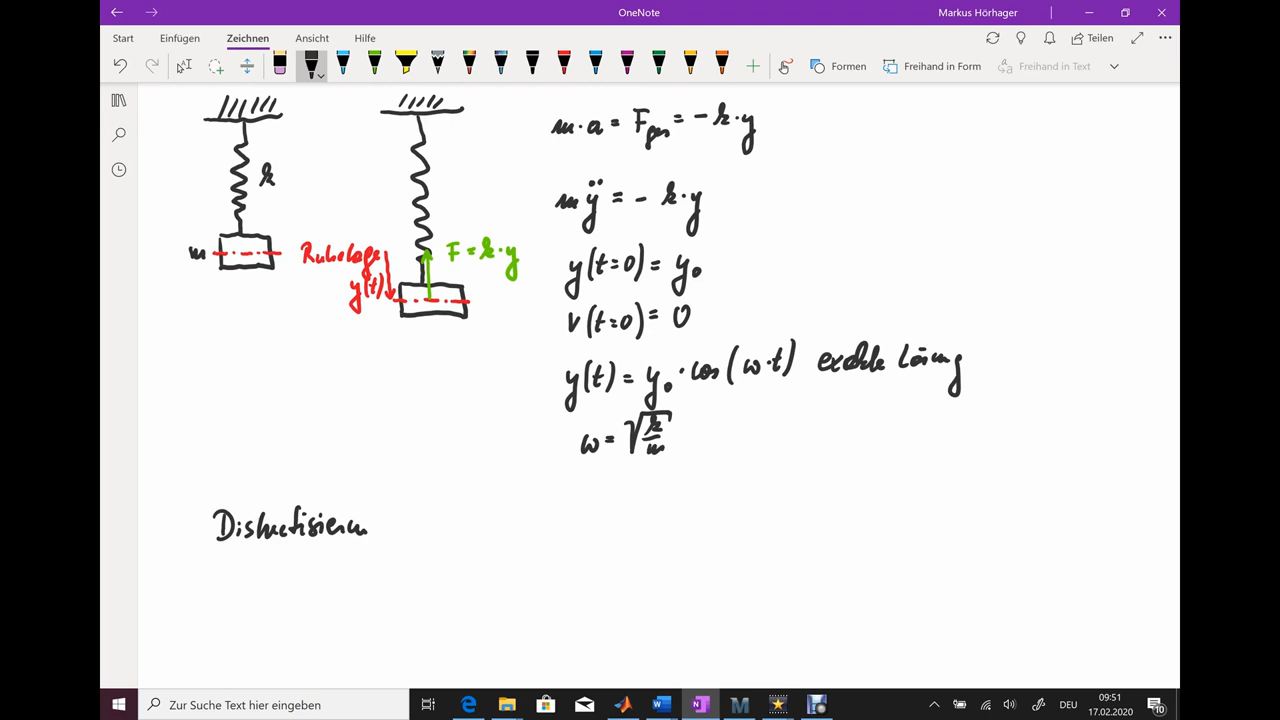 OneNote
Markus Hörhager
Start Einfügen Zeichnen Ansicht Hilfe
Teilen
Formen Freihand in Form Freihand in Text
k
m
Ruhelage
y(t)
F = k·y
m·a = F_ges = -k·y
mÿ = - k·y
y(t=0) = y₀
v(t=0) = 0
y(t) = y₀·cos(ω·t) exakte Lösung
ω = √(k/m)
Diskretisieren
Zur Suche Text hier eingeben
DEU
09:51
17.02.2020
10